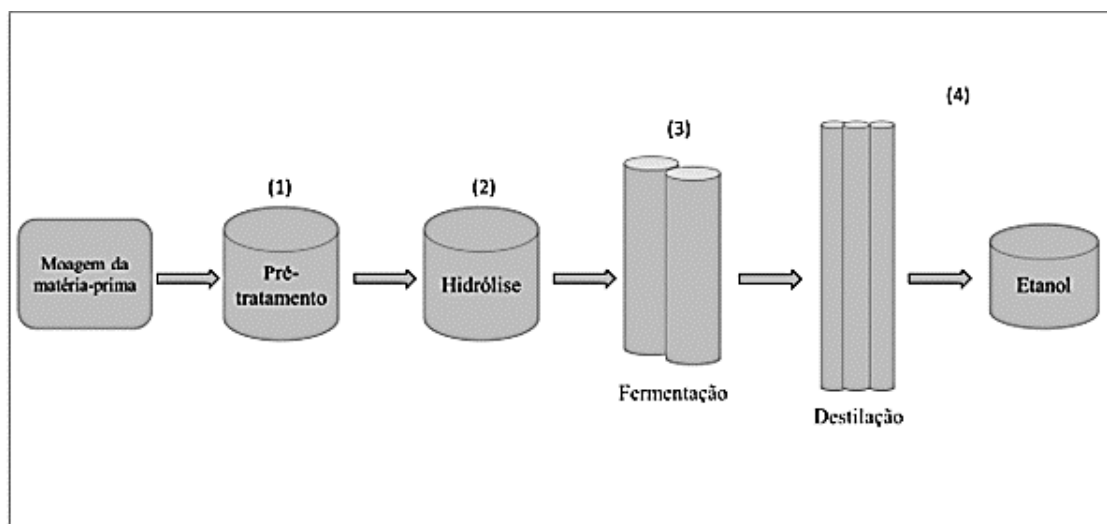 (4)
(3)
(1)
(2)
Moagem da
matéria-prima
Pré-
tratamento
Hidrólise
Etanol
Fermentação
Destilação